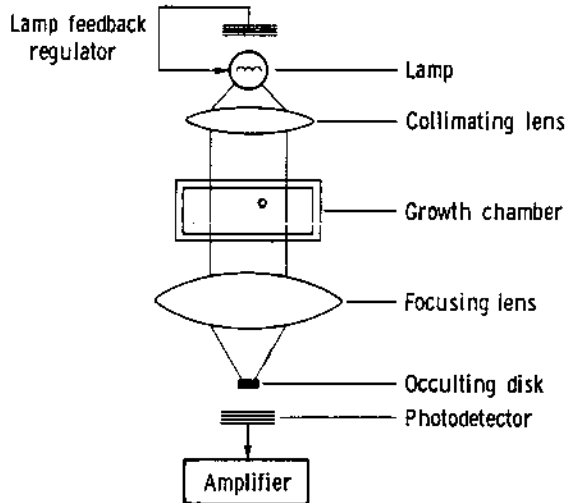 Lamp feedback
regulator
Lamp
Collimating lens
Growth chamber
Focusing lens
Occulting disk
Photodetector
Amplifier